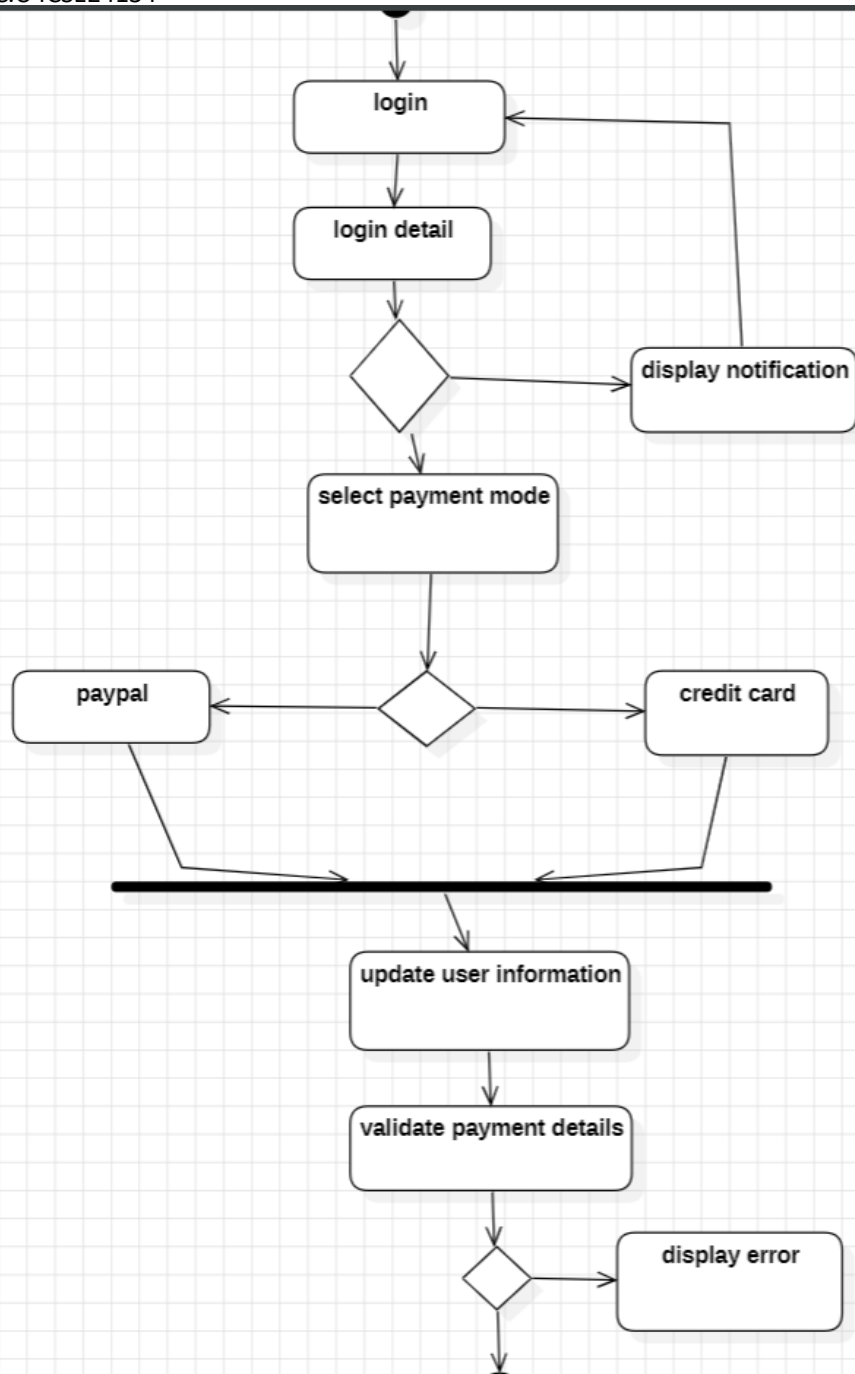 login
login detail
display notification
select payment mode
paypal
credit card
update user information
validate payment details
display error